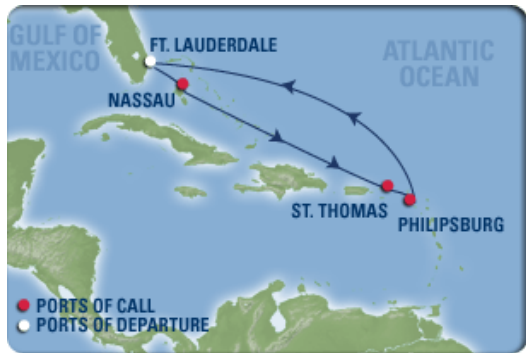 GULF OF
MEXICO
FT. LAUDERDALE
ATLANTIC
OCEAN
NASSAU
ST. THOMAS
PHILIPSBURG
PORTS OF CALL
PORTS OF DEPARTURE